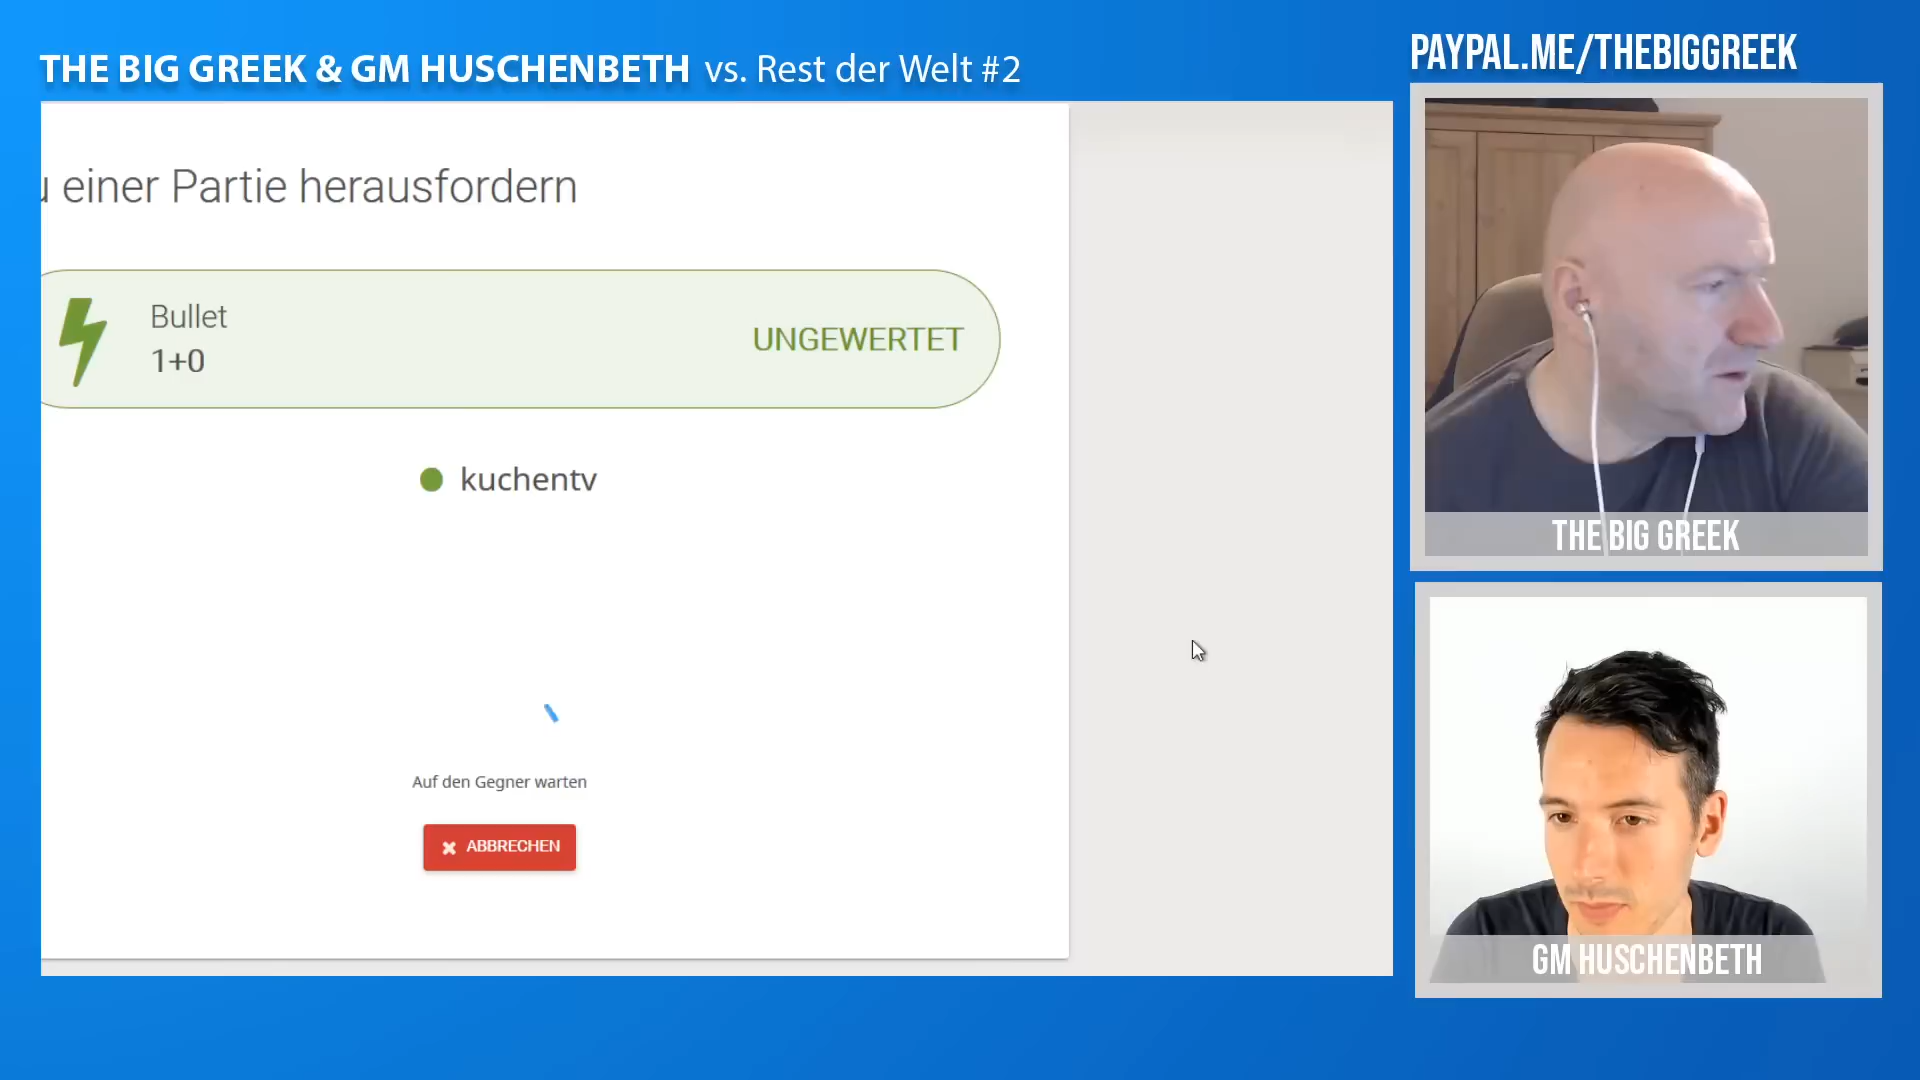 THE BIG GREEK & GM HUSCHENBETH vs. Rest der Welt #2
PAYPAL.ME/THEBIGGREEK
einer Partie herausfordern
Bullet
1+0
UNGEWERTET
kuchentv
Auf den Gegner warten
ABBRECHEN
THE BIG GREEK
GM HUSCHENBETH